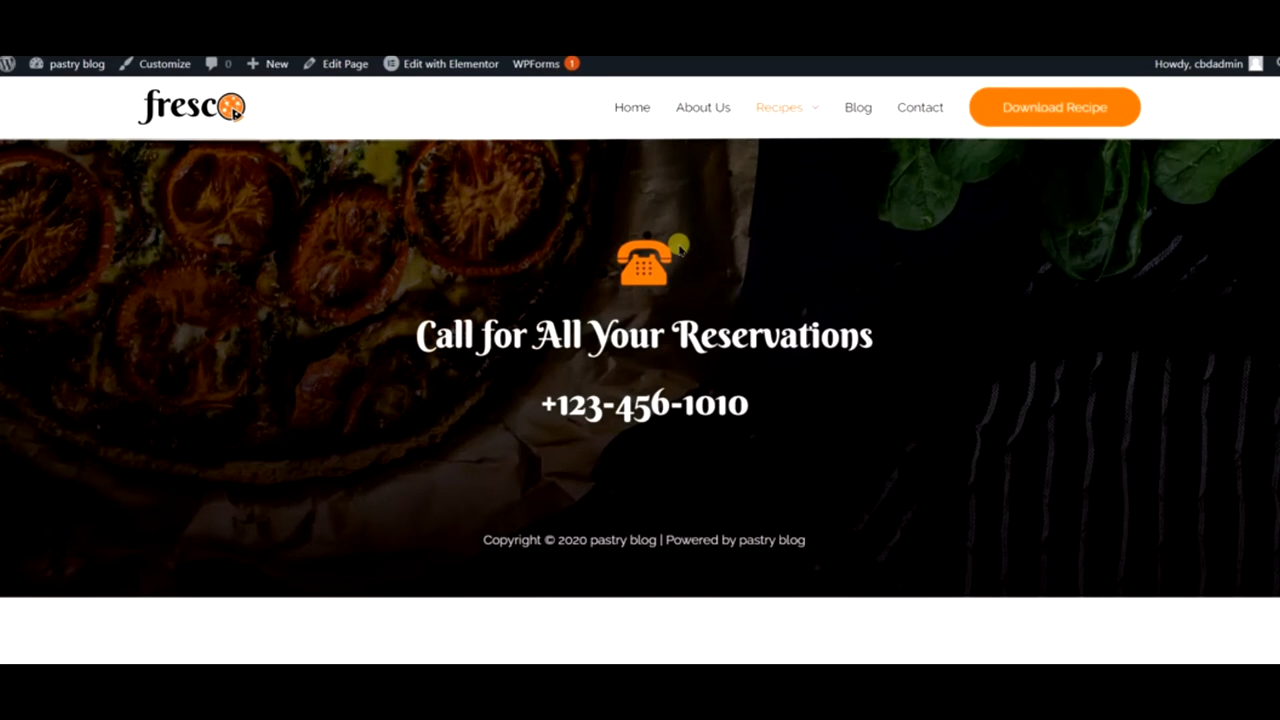 pastry blog Customize 0 New Edit Page Edit with Elementor WPForms 1 Howdy, cbdadmin
fresco Home About Us Recipes Blog Contact Download Recipe
Call for All Your Reservations
+123-456-1010
Copyright © 2020 pastry blog | Powered by pastry blog